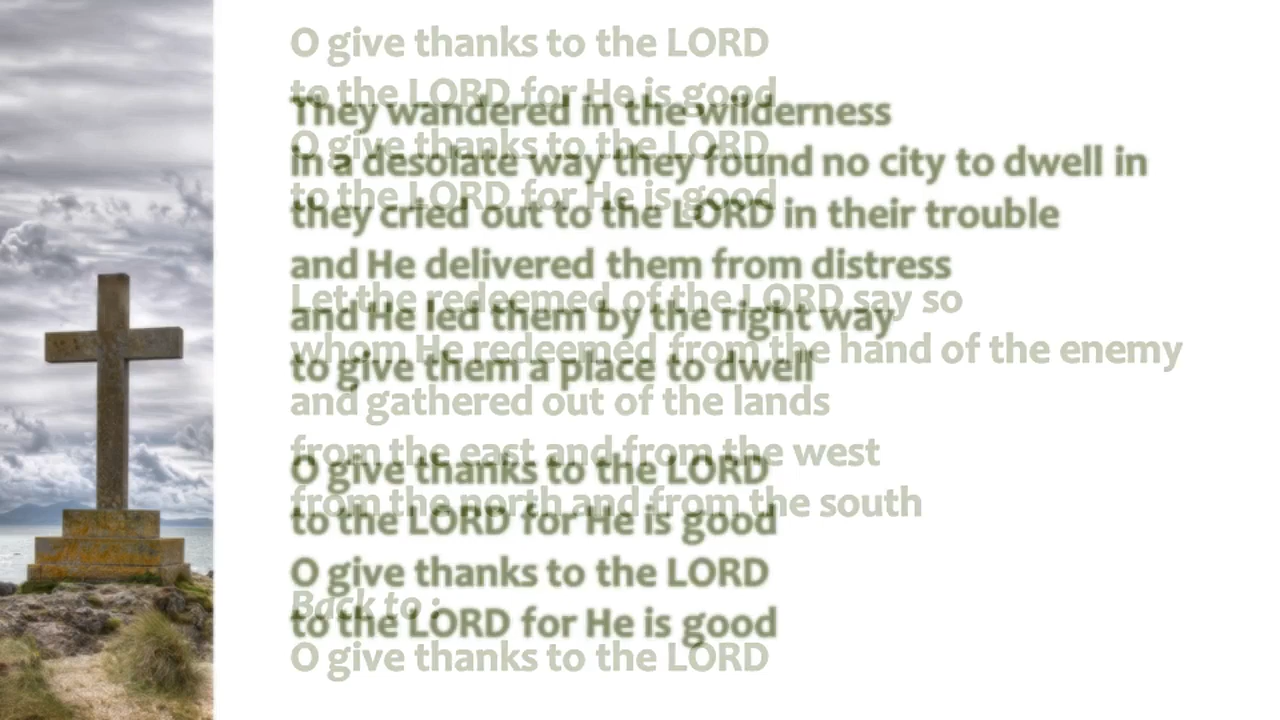 O give thanks to the LORD
to the LORD for He is good
O give thanks to the LORD
to the LORD for He is good
Let the redeemed of the LORD say so
whom He redeemed from the hand of the enemy
and gathered out of the lands
from the east and from the west
from the north and from the south
Back to :
O give thanks to the LORD
They wandered in the wilderness
in a desolate way they found no city to dwell in
they cried out to the LORD in their trouble
and He delivered them from distress
and He led them by the right way
to give them a place to dwell
O give thanks to the LORD
to the LORD for He is good
O give thanks to the LORD
to the LORD for He is good